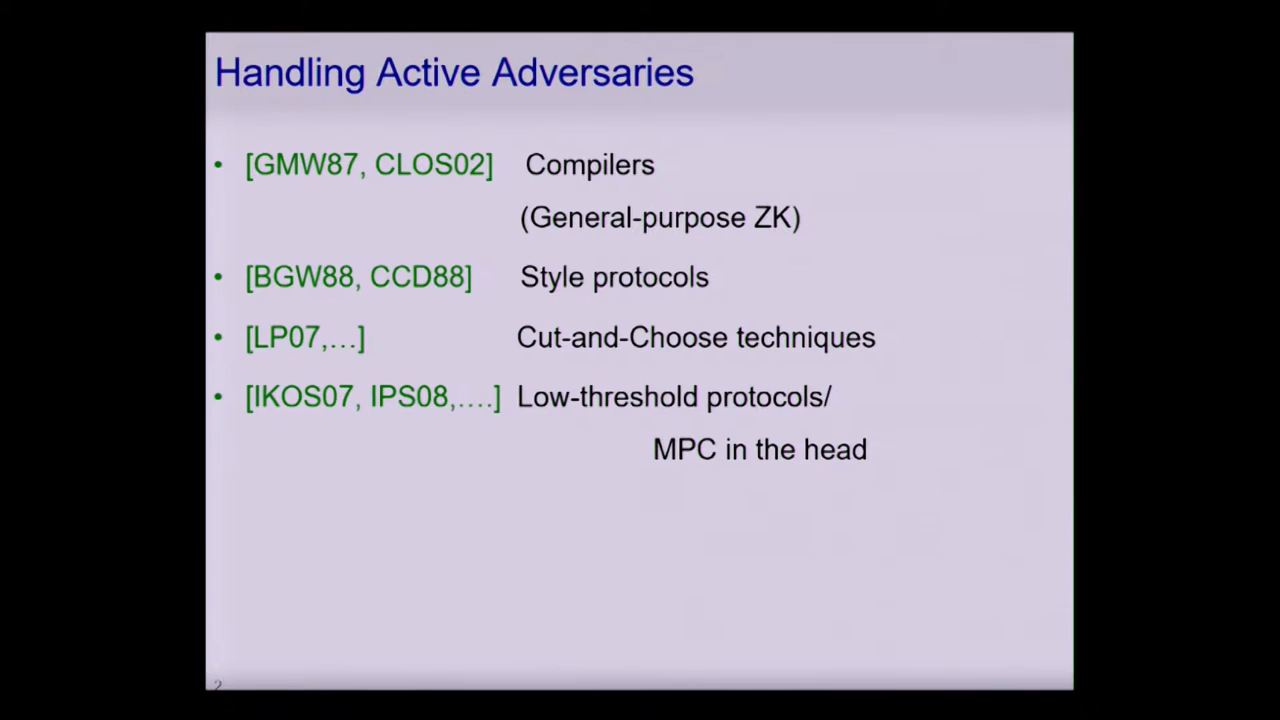 Handling Active Adversaries
• [GMW87, CLOS02] Compilers
(General-purpose ZK)
• [BGW88, CCD88] Style protocols
• [LP07,…] Cut-and-Choose techniques
• [IKOS07, IPS08,….] Low-threshold protocols/
MPC in the head
2